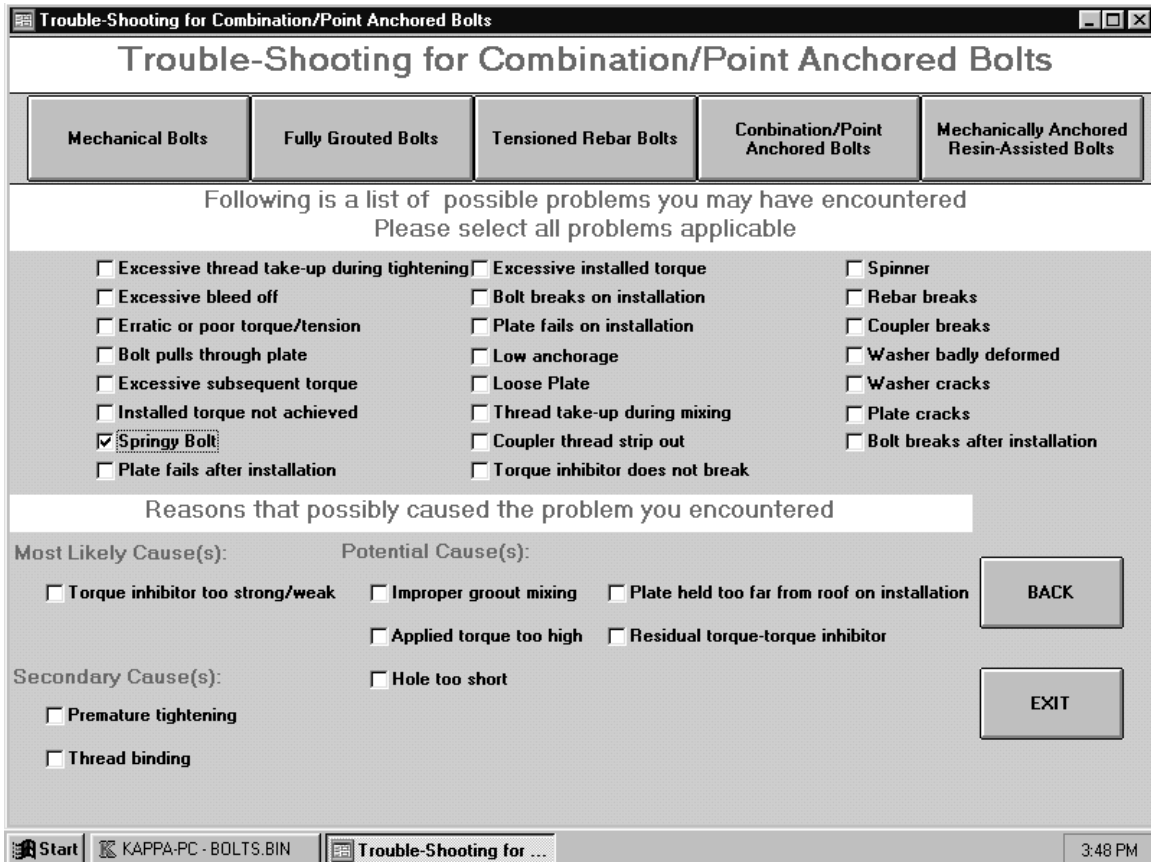 Trouble-Shooting for Combination/Point Anchored Bolts
Trouble-Shooting for Combination/Point Anchored Bolts
Mechanical Bolts
Fully Grouted Bolts
Tensioned Rebar Bolts
Conbination/Point
Anchored Bolts
Mechanically Anchored
Resin-Assisted Bolts
Following is a list of possible problems you may have encountered
Please select all problems applicable
Excessive thread take-up during tightening
Excessive bleed off
Erratic or poor torque/tension
Bolt pulls through plate
Excessive subsequent torque
Installed torque not achieved
Springy Bolt
Plate fails after installation
Excessive installed torque
Bolt breaks on installation
Plate fails on installation
Low anchorage
Loose Plate
Thread take-up during mixing
Coupler thread strip out
Torque inhibitor does not break
Spinner
Rebar breaks
Coupler breaks
Washer badly deformed
Washer cracks
Plate cracks
Bolt breaks after installation
Reasons that possibly caused the problem you encountered
Most Likely Cause(s):
Torque inhibitor too strong/weak
Secondary Cause(s):
Premature tightening
Thread binding
Potential Cause(s):
Improper groout mixing
Applied torque too high
Hole too short
Plate held too far from roof on installation
Residual torque-torque inhibitor
BACK
EXIT
Start
KAPPA-PC - BOLTS.BIN
Trouble-Shooting for ...
3:48 PM